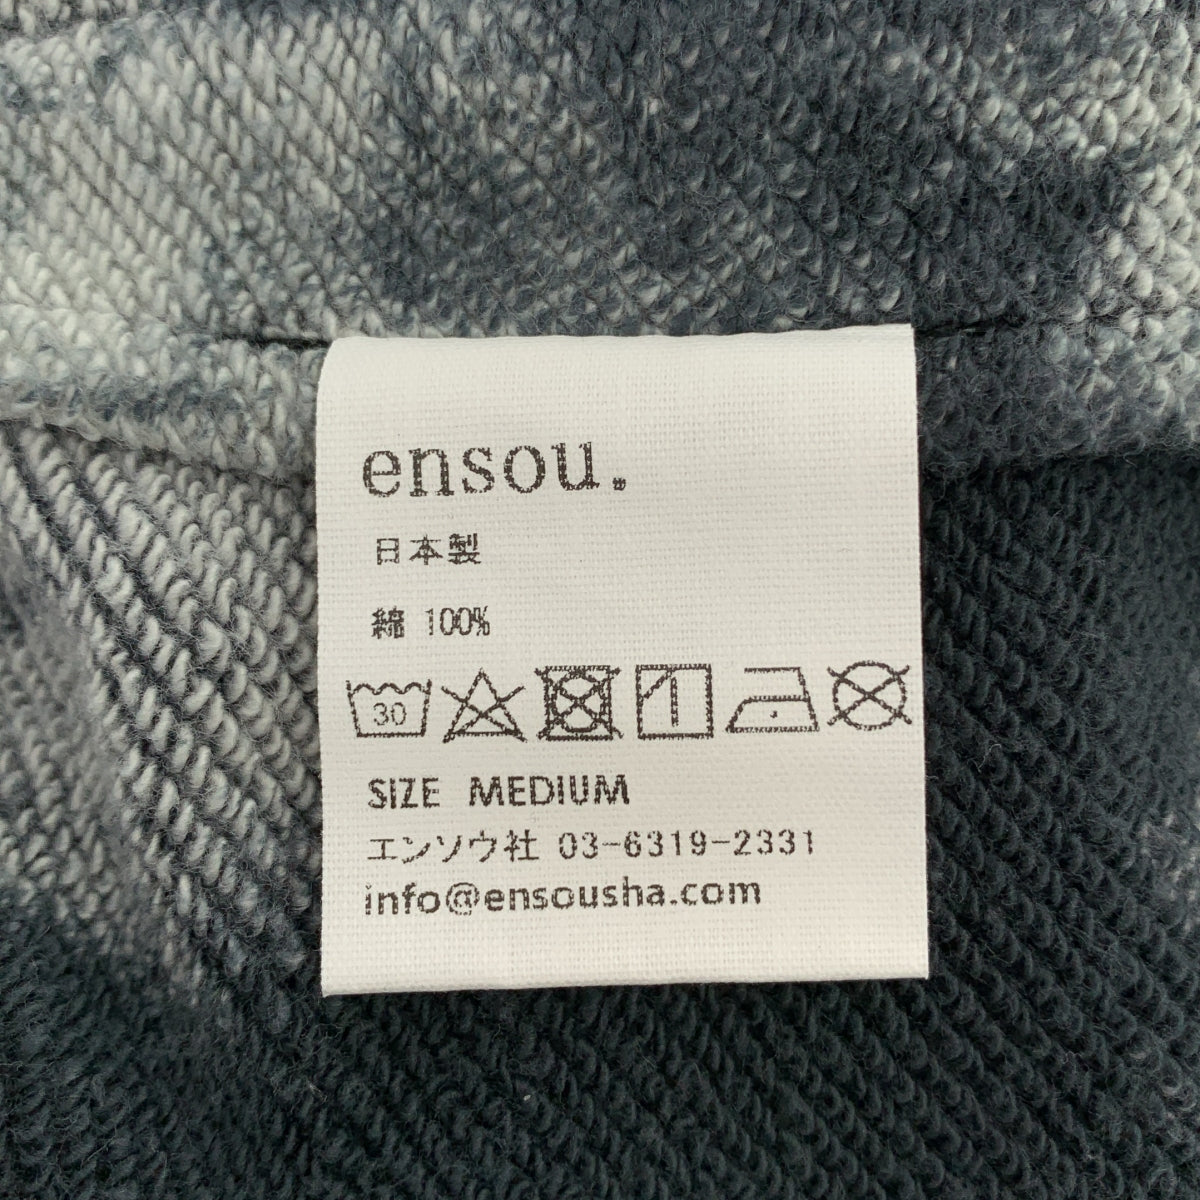 ensou.
日本製
綿 100%
30
SIZE MEDIUM
エンソウ社 03-6319-2331
info@ensousha.com